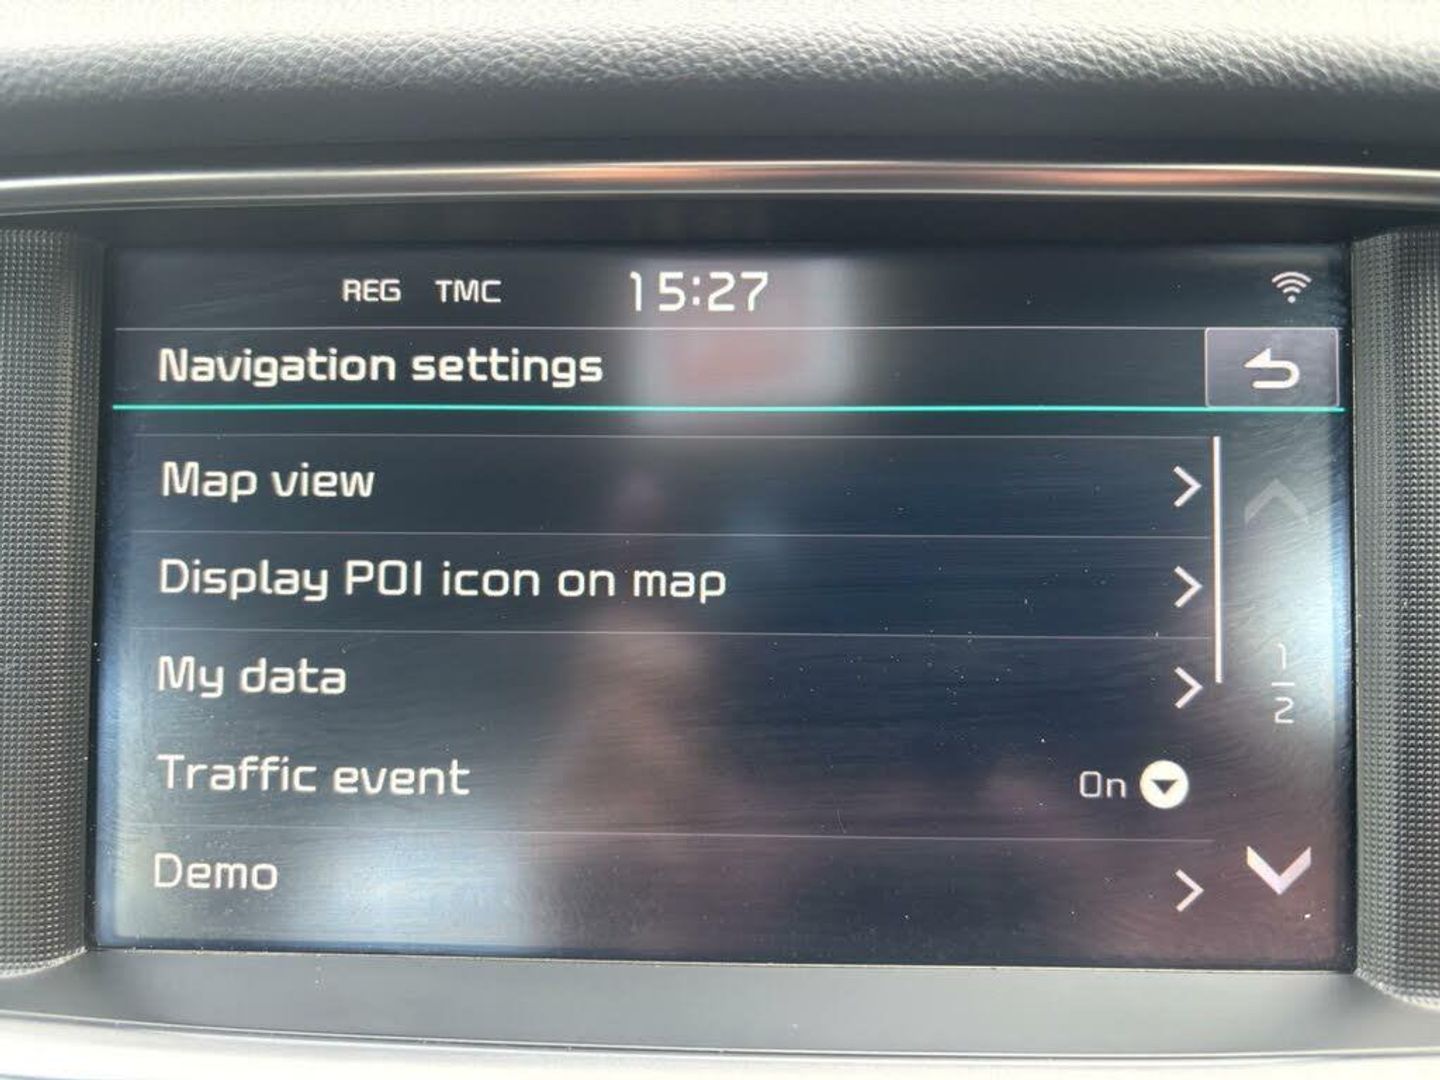 REG TMC 15:27
Navigation settings
Map view
Display POI icon on map
My data
1
2
Traffic event On
Demo